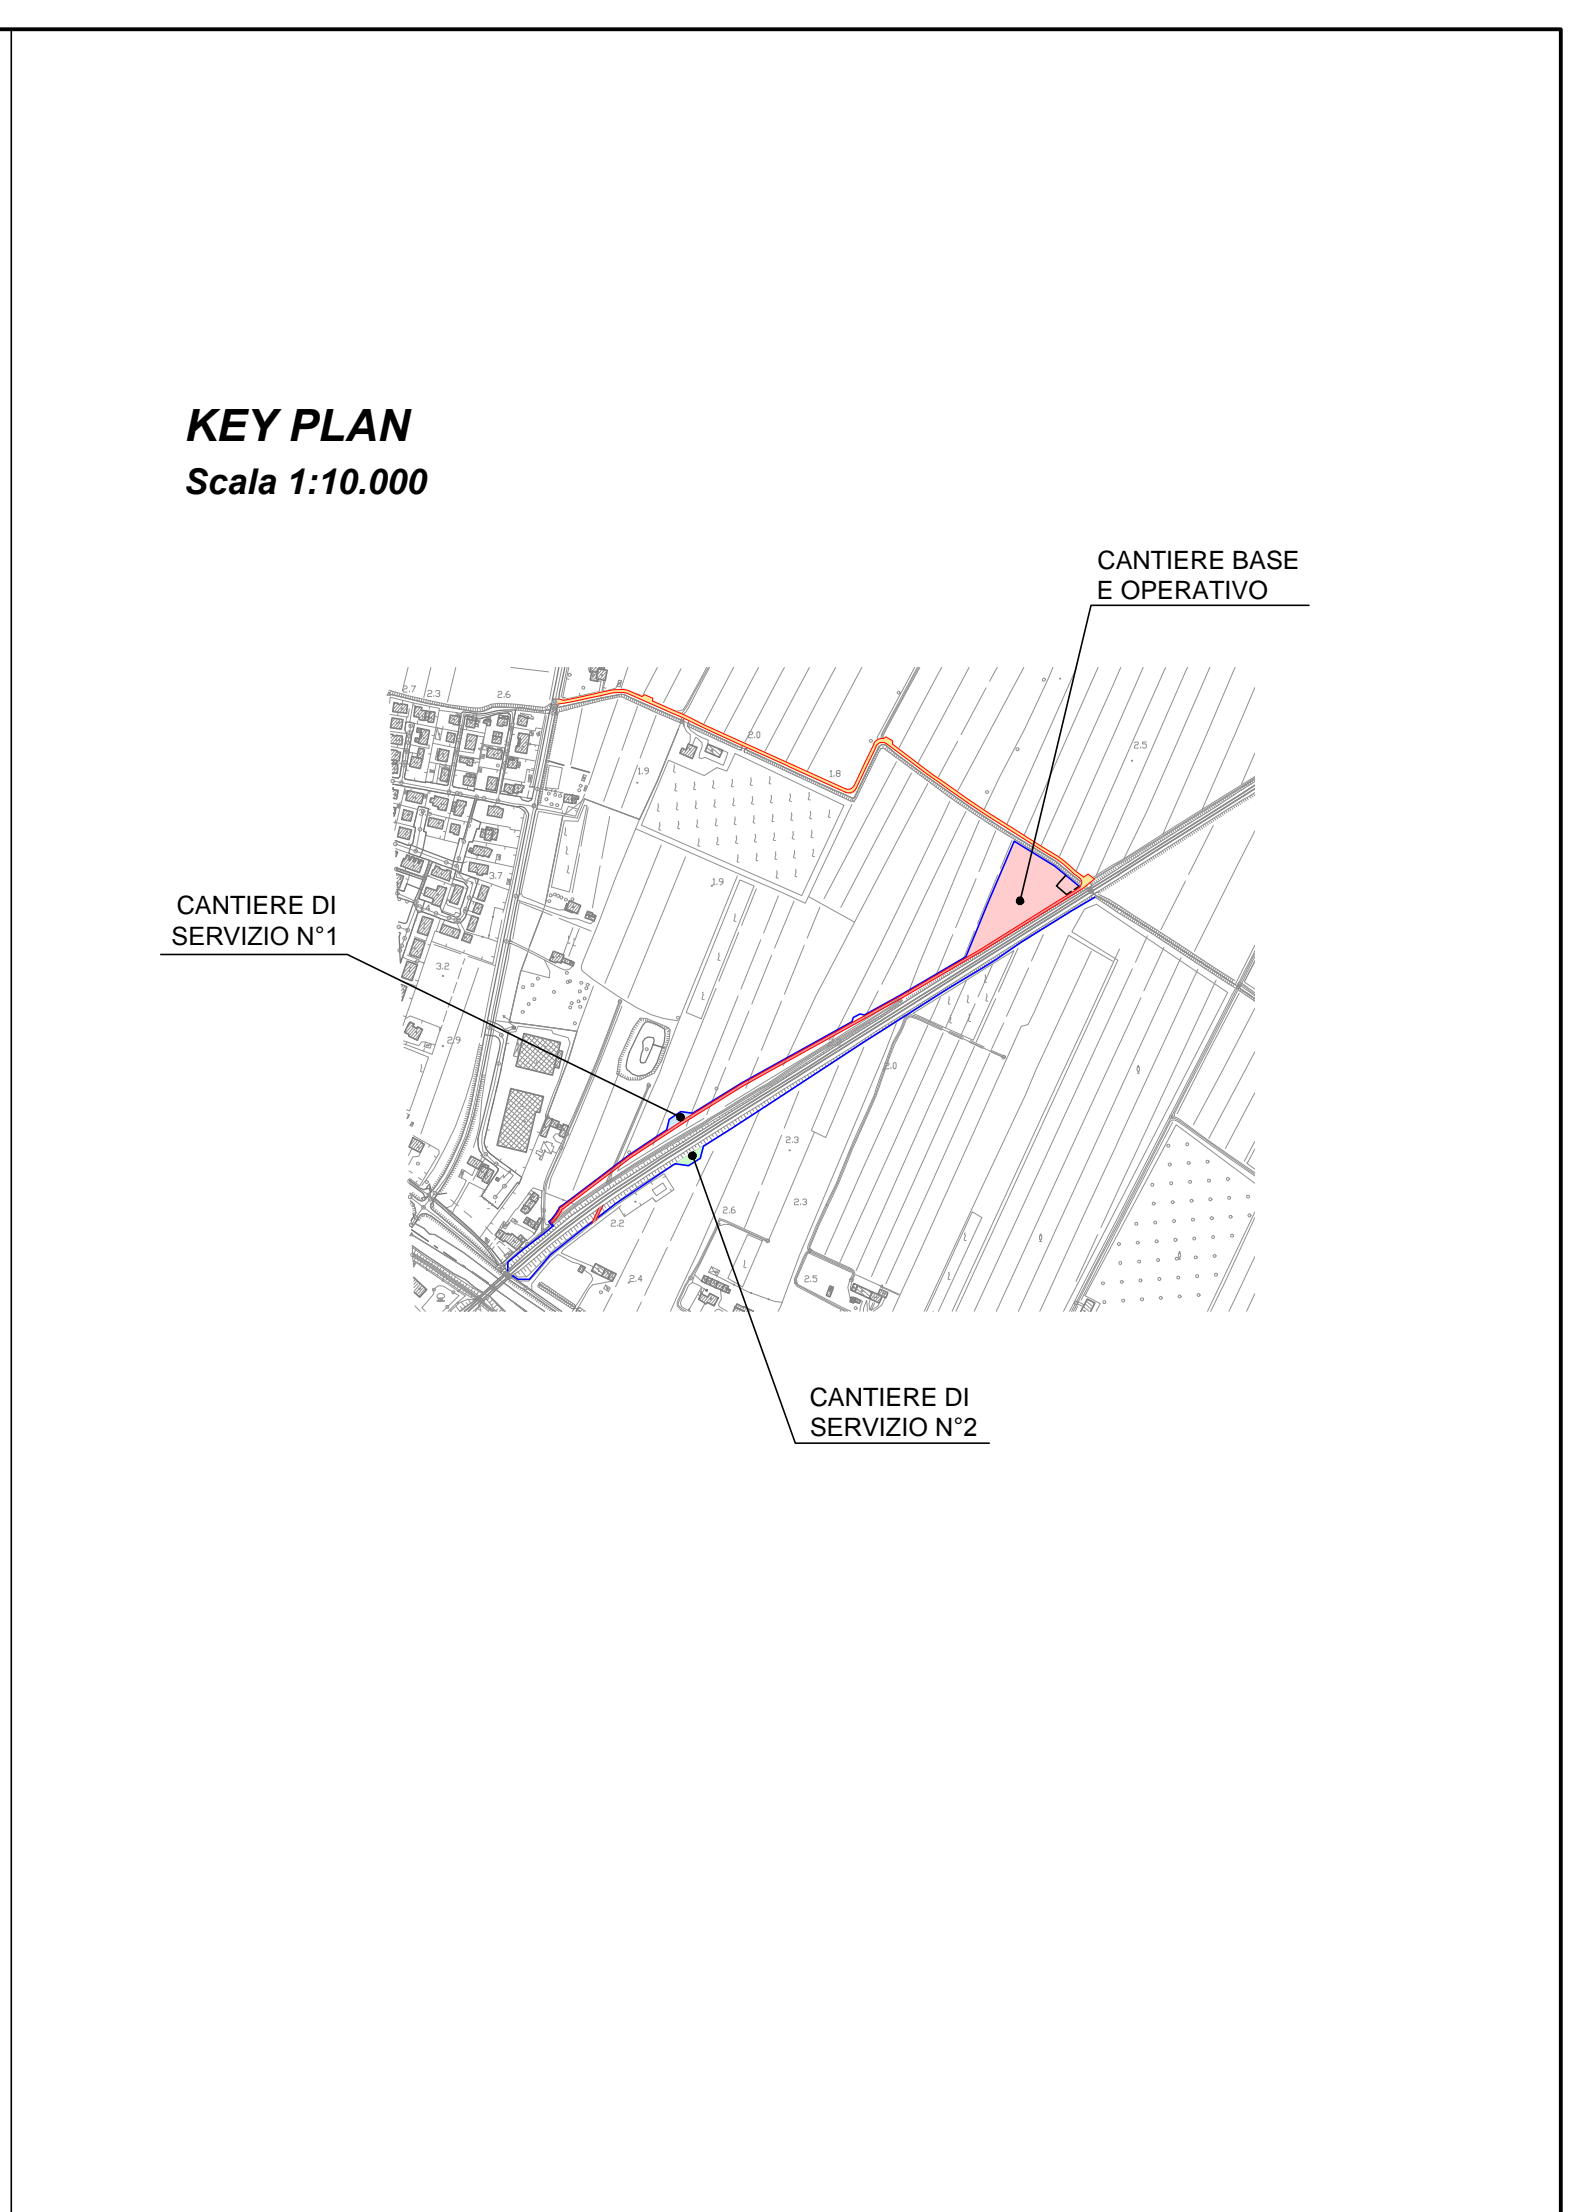 KEY PLAN
Scala 1:10.000
CANTIERE BASE
E OPERATIVO
2.7
2.3
2.6
2.0
2.5
1.9
1.8
3.7
1.9
CANTIERE DI
SERVIZIO N°1
3.2
2.9
2.0
2.3
2.3
2.6
2.2
2.4
2.5
CANTIERE DI
SERVIZIO N°2